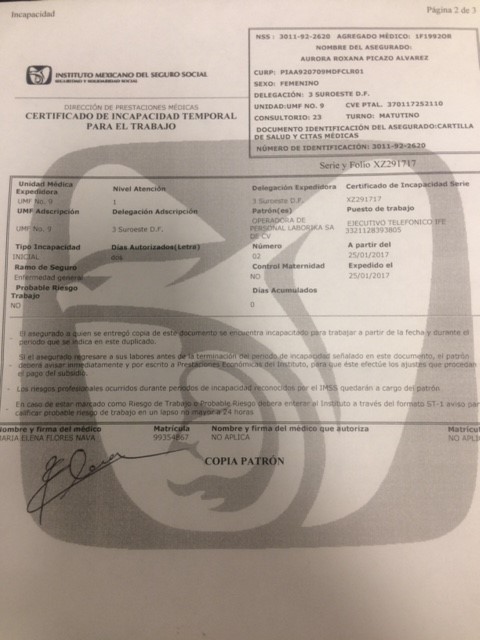 Incapacidad
Página 2 de 3
NSS : 3011-92-2620 AGREGADO MÉDICO: 1F1992OR
NOMBRE DEL ASEGURADO:
AURORA ROXANA PICAZO ALVAREZ
CURP: PIAA920709MDFCLR01
SEXO: FEMENINO
DELEGACIÓN: 3 SUROESTE D.F.
UNIDAD:UMF NO. 9 CVE PTAL. 370117252110
CONSULTORIO: 23 TURNO: MATUTINO
DOCUMENTO IDENTIFICACIÓN DEL ASEGURADO:CARTILLA
DE SALUD Y CITAS MÉDICAS
NÚMERO DE IDENTIFICACIÓN: 3011-92-2620
INSTITUTO MEXICANO DEL SEGURO SOCIAL
SEGURIDAD Y SOLIDARIDAD SOCIAL
DIRECCIÓN DE PRESTACIONES MÉDICAS
CERTIFICADO DE INCAPACIDAD TEMPORAL
PARA EL TRABAJO
Serie y Folio XZ291717
Unidad Médica Expedidora
UMF No. 9
Nivel Atención
1
Delegación Expedidora
3 Suroeste D.F.
Certificado de Incapacidad Serie
XZ291717
UMF Adscripción
UMF No. 9
Delegación Adscripción
3 Suroeste D.F.
Patrón(es)
OPERADORA DE
PERSONAL LABORIKA SA
DE CV
Puesto de trabajo
EJECUTIVO TELEFONICO IFE
3321128393805
Tipo Incapacidad
INICIAL
Días Autorizados(Letra)
dos
Número
02
A partir del
25/01/2017
Ramo de Seguro
Enfermedad general
Control Maternidad
NO
Expedido el
25/01/2017
Probable Riesgo
Trabajo
NO
Días Acumulados
0
- El asegurado a quien se entregó copia de este documento se encuentra incapacitado para trabajar a partir de la fecha y durante el
periodo que se indica en este duplicado.
- Si el asegurado regresare a sus labores antes de la terminación del periodo de incapacidad señalado en este documento, el patrón
deberá avisar inmediatamente y por escrito a Prestaciones Económicas del Instituto, para que éste efectúe los ajustes que procedan
el pago del subsidio.
- Los riesgos profesionales ocurridos durante periodos de incapacidad reconocidos por el IMSS quedarán a cargo del patrón.
- En caso de estar marcado como Riesgo de Trabajo o Probable Riesgo deberá enterar al Instituto a través del formato ST-1 aviso para
calificar probable riesgo de trabajo en un lapso no mayor a 24 horas
Nombre y firma del médico
MARIA ELENA FLORES NAVA
Matrícula
Nombre y firma del médico que autoriza
NO APLICA
Matrícu
NO APLI
COPIA PATRÓN